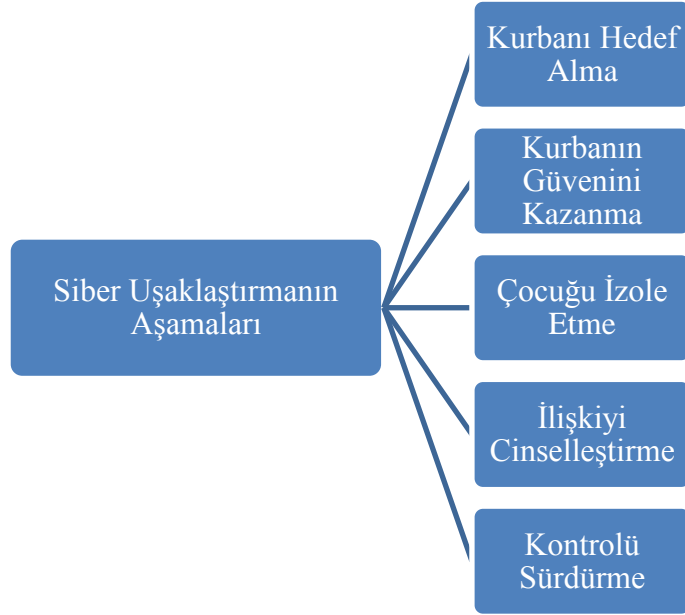 Siber Uşaklaştırmanın
Aşamaları
Kurbanı Hedef
Alma
Kurbanın
Güvenini
Kazanma
Çocuğu İzole
Etme
İlişkiyi
Cinselleştirme
Kontrolü
Sürdürme